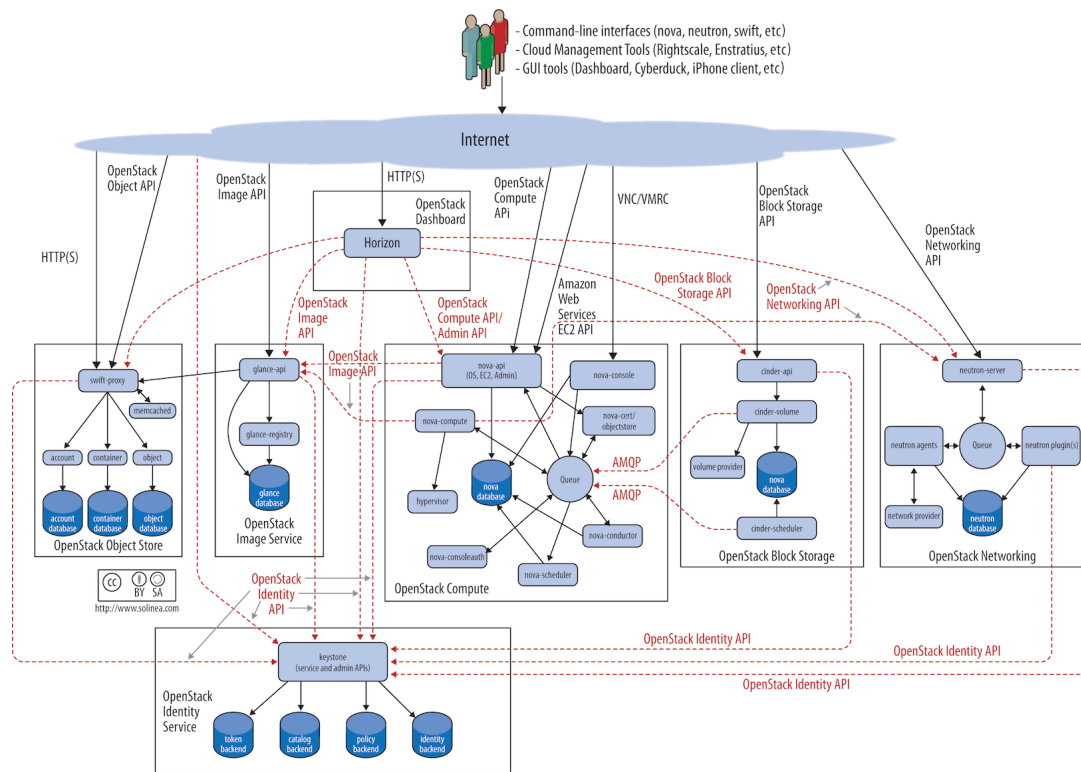 - Command-line interfaces (nova, neutron, swift, etc)
- Cloud Management Tools (Rightscale, Enstratius, etc)
- GUI tools (Dashboard, Cyberduck, iPhone client, etc)
Internet
OpenStack
Object API
OpenStack
Image API
HTTP(S)
OpenStack
Compute
APi
VNC/VMRC
OpenStack
Block Storage
API
OpenStack
Networking
API
HTTP(S)
OpenStack
Dashboard
Horizon
OpenStack
Image
API
OpenStack
Compute API/
Admin API
Amazon
Web
Services
EC2 API
OpenStack Block
Storage API
OpenStack
Networking API
OpenStack
Image API
swift-proxy
memcached
account
container
object
account
database
container
database
object
database
OpenStack Object Store
glance-api
glance-registry
glance
database
OpenStack
Image Service
nova-api
(OS, EC2, Admin)
nova-console
nova-compute
nova-cert/
objectstore
hypervisor
nova
database
Queue
nova-conductor
nova-consoleauth
nova-scheduler
OpenStack Compute
AMQP
AMQP
cinder-api
cinder-volume
volume provider
nova
database
cinder-scheduler
OpenStack Block Storage
neutron-server
neutron agents
Queue
neutron plugin(s)
network provider
neutron
database
OpenStack Networking
cc
BY SA
http://www.solinea.com
OpenStack
Identity
API
OpenStack Identity API
OpenStack Identity API
OpenStack Identity API
keystone
(service and admin APIs)
OpenStack
Identity
Service
token
backend
catalog
backend
policy
backend
identity
backend